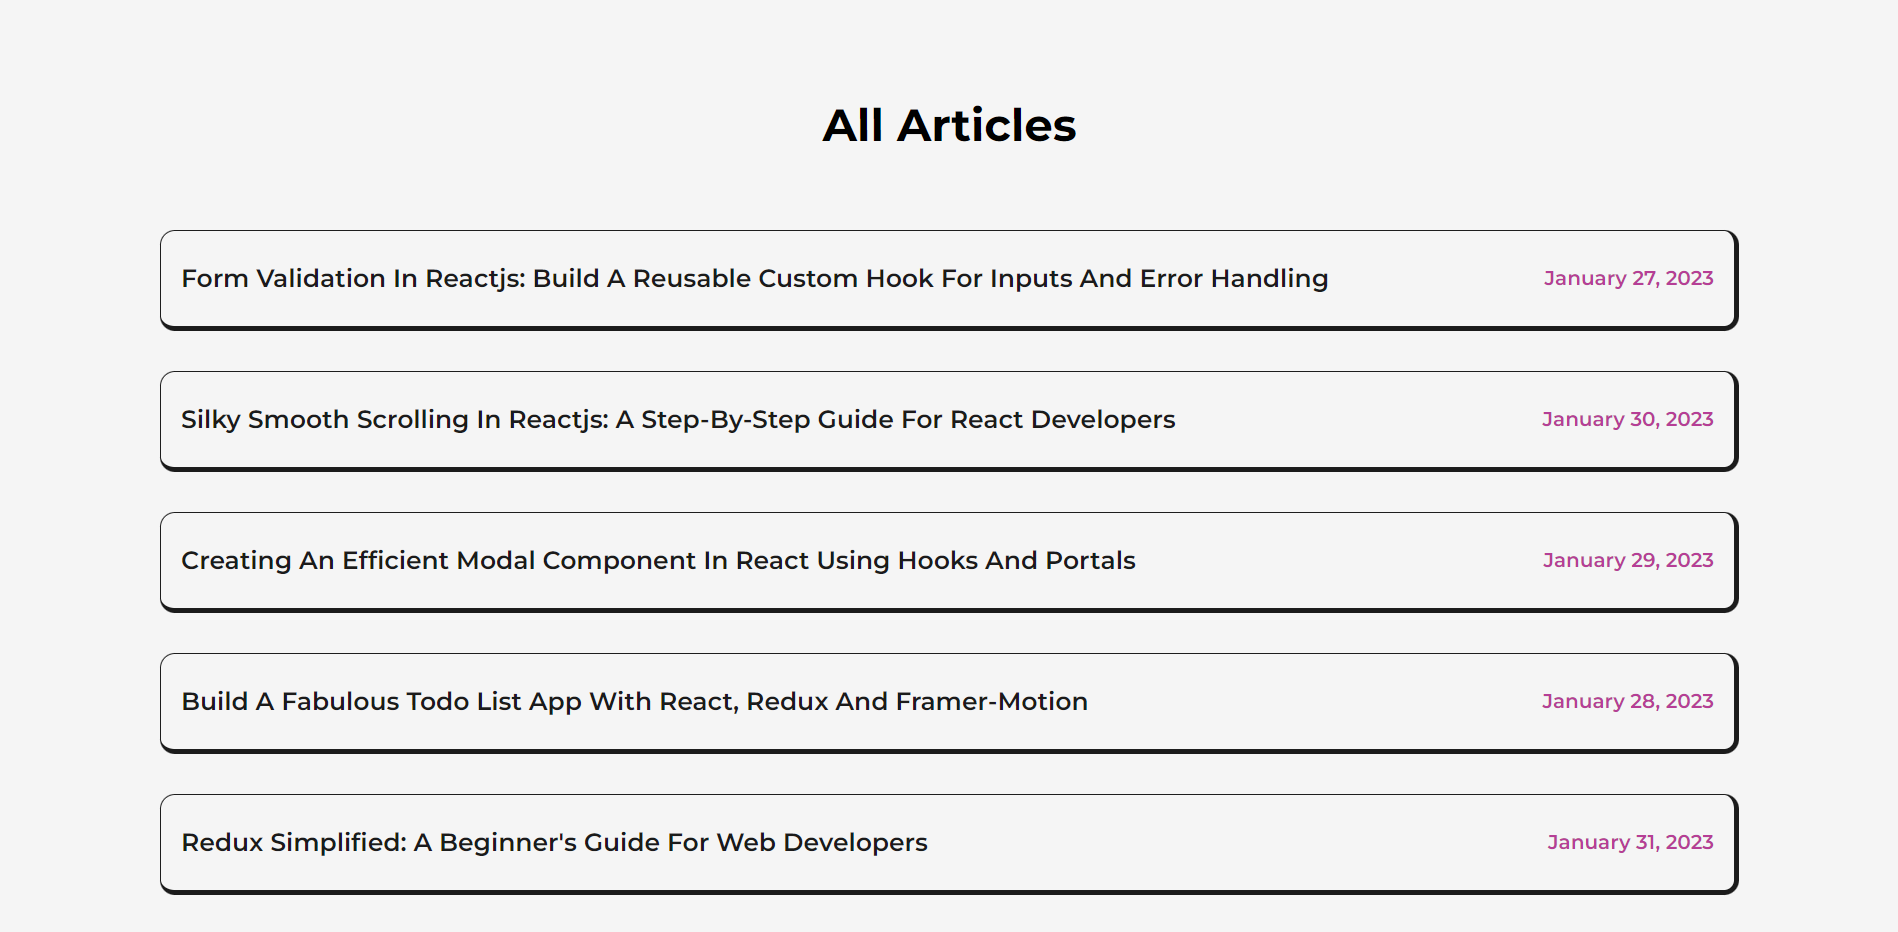 All Articles
Form Validation In Reactjs: Build A Reusable Custom Hook For Inputs And Error Handling January 27, 2023
Silky Smooth Scrolling In Reactjs: A Step-By-Step Guide For React Developers January 30, 2023
Creating An Efficient Modal Component In React Using Hooks And Portals January 29, 2023
Build A Fabulous Todo List App With React, Redux And Framer-Motion January 28, 2023
Redux Simplified: A Beginner's Guide For Web Developers January 31, 2023